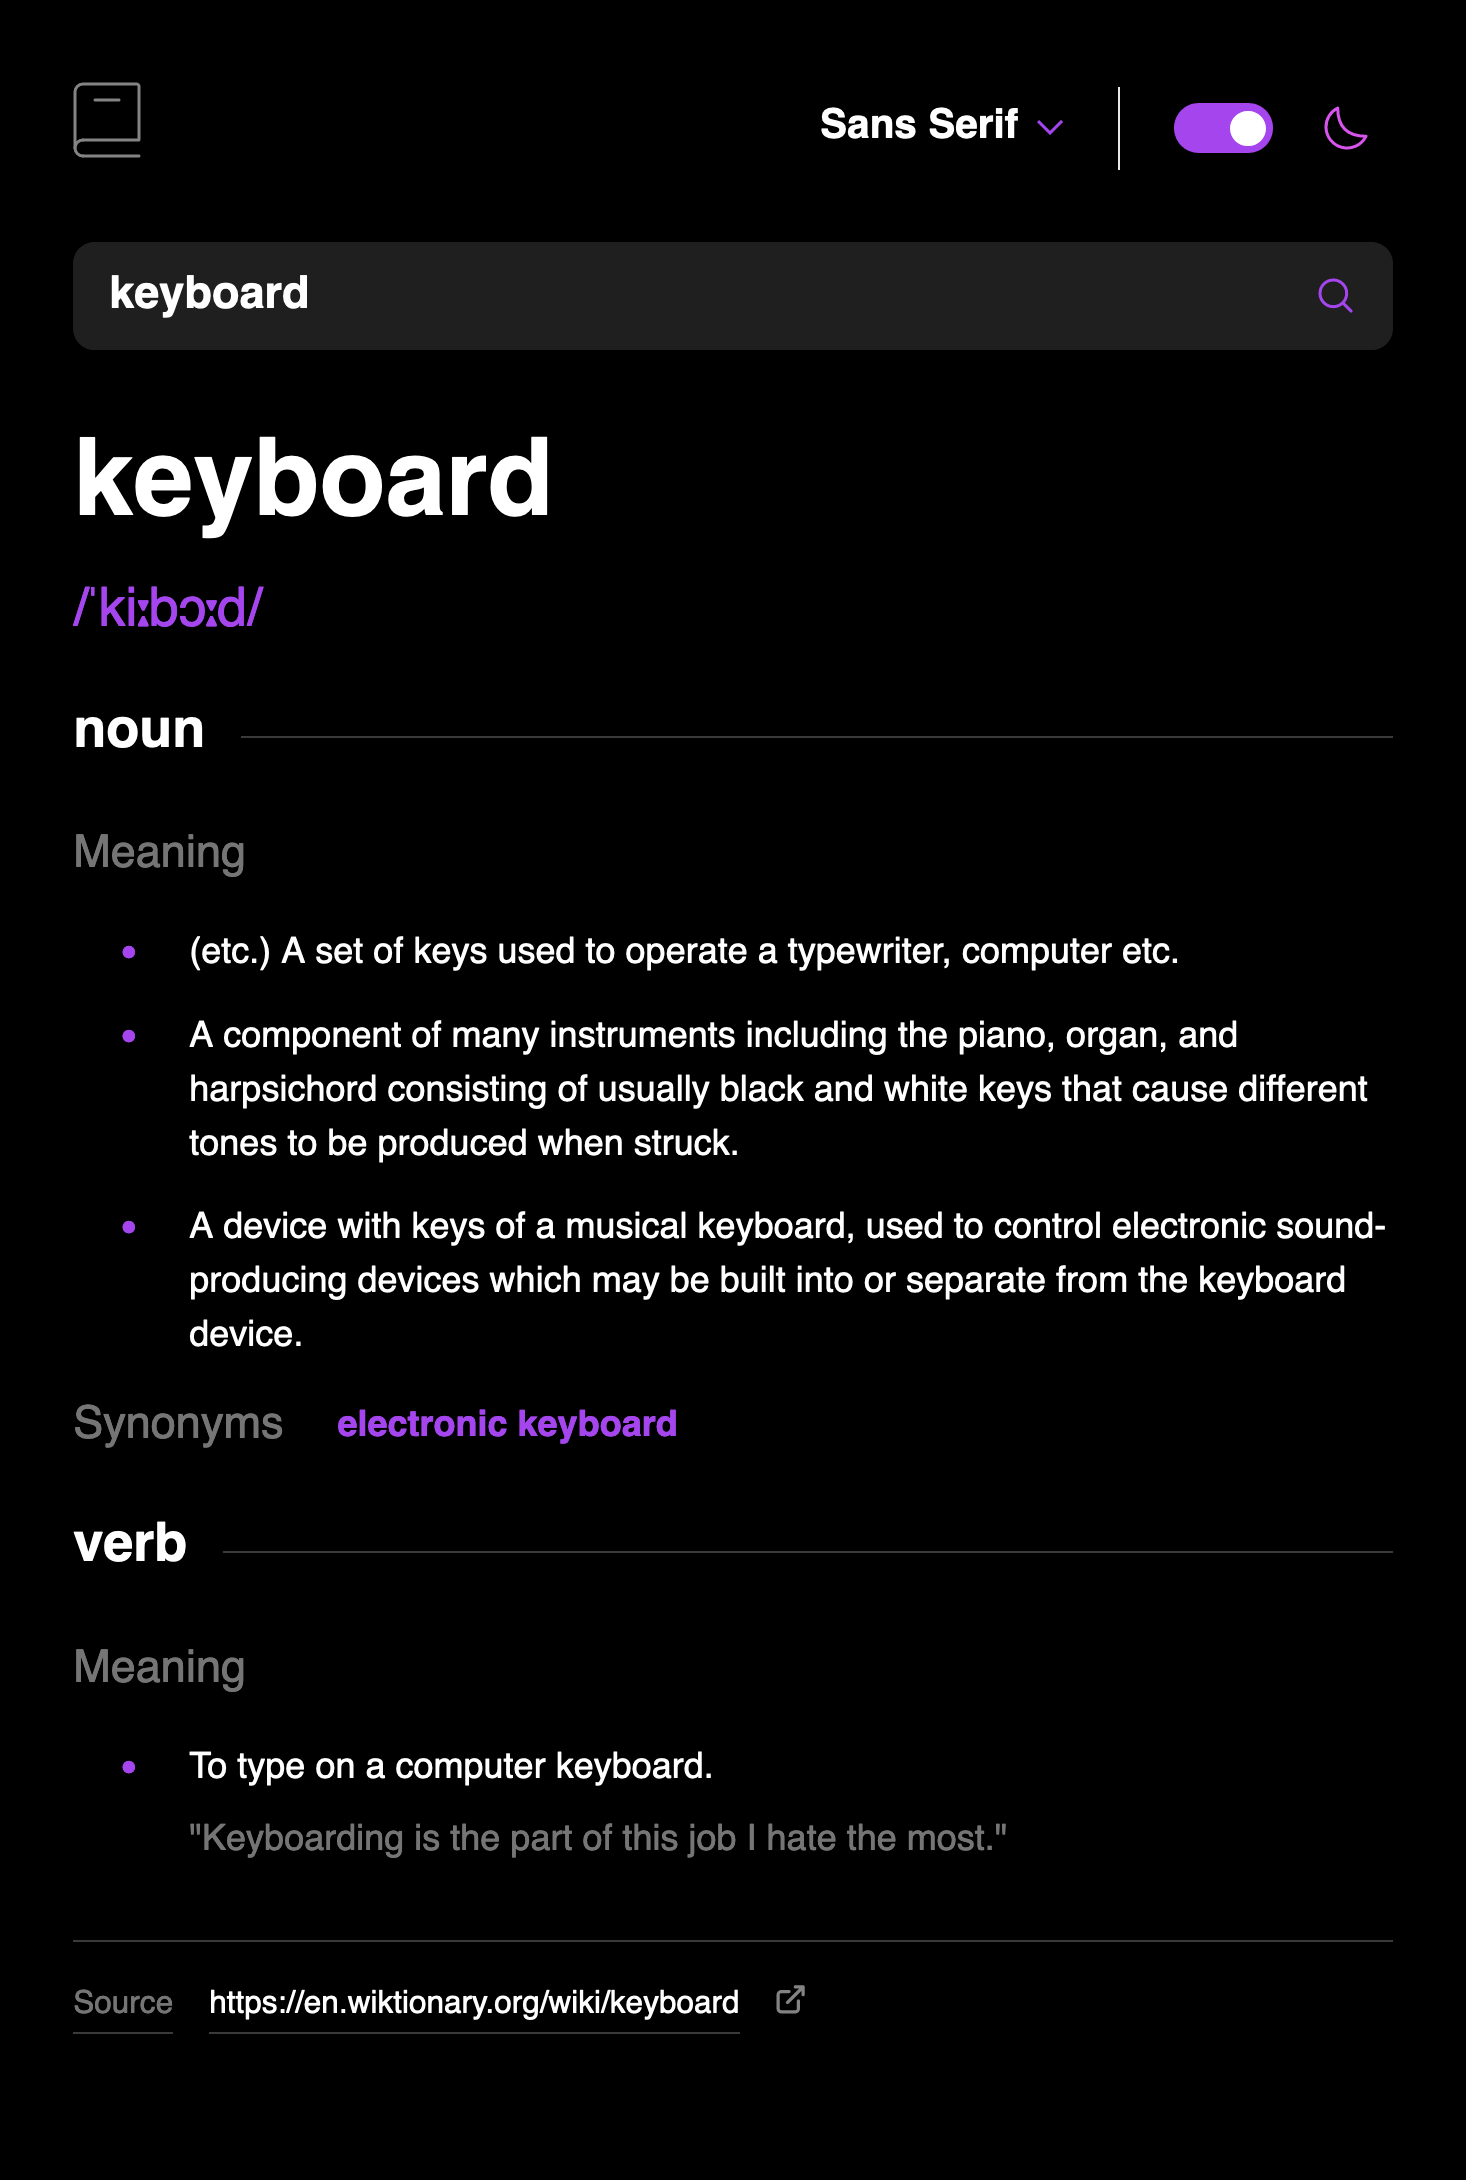 Sans Serif
keyboard
keyboard
/ˈkiːbɔːd/
noun
Meaning
(etc.) A set of keys used to operate a typewriter, computer etc.
A component of many instruments including the piano, organ, and
harpsichord consisting of usually black and white keys that cause different
tones to be produced when struck.
A device with keys of a musical keyboard, used to control electronic sound-
producing devices which may be built into or separate from the keyboard
device.
Synonyms electronic keyboard
verb
Meaning
To type on a computer keyboard.
"Keyboarding is the part of this job I hate the most."
Source https://en.wiktionary.org/wiki/keyboard